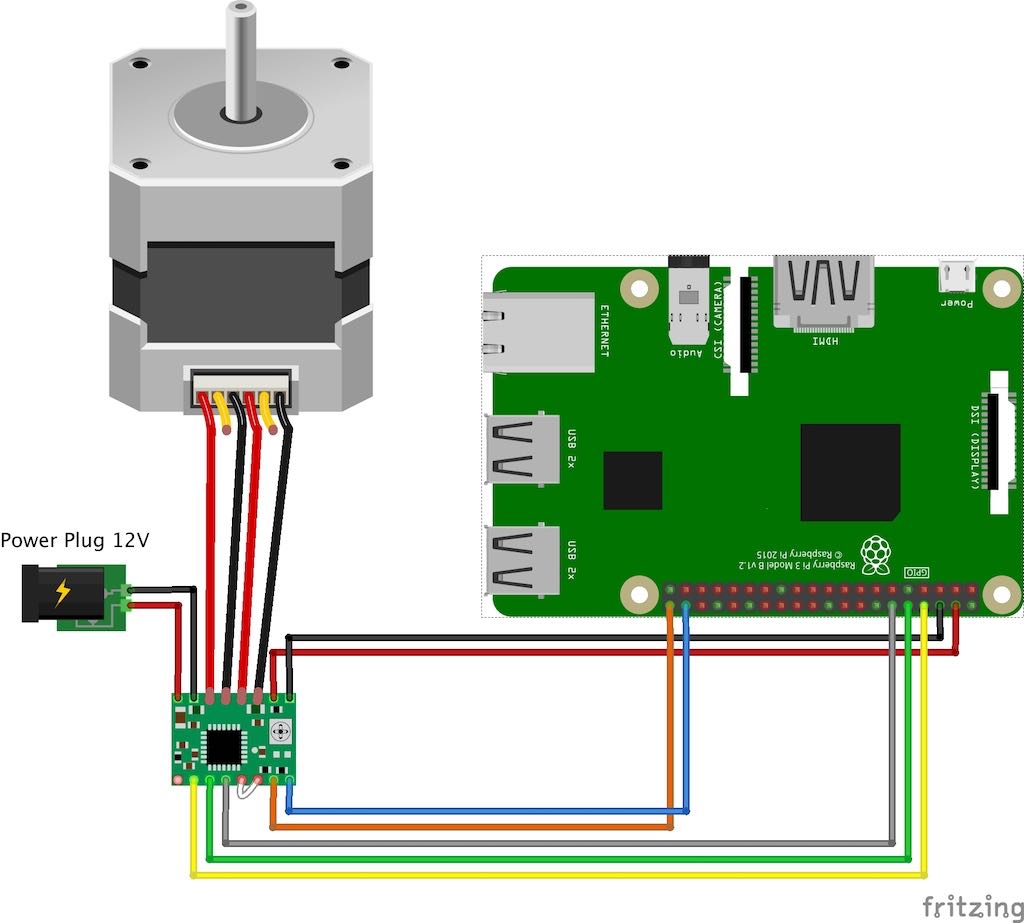 ETHERNET
Audio
CSI (CAMERA)
HDMI
Power
DSI (DISPLAY)
USB 2x
USB 2x
Power Plug 12V
© Raspberry Pi 2015
Raspberry Pi 3 Model B v1.2
GPIO
fritzing